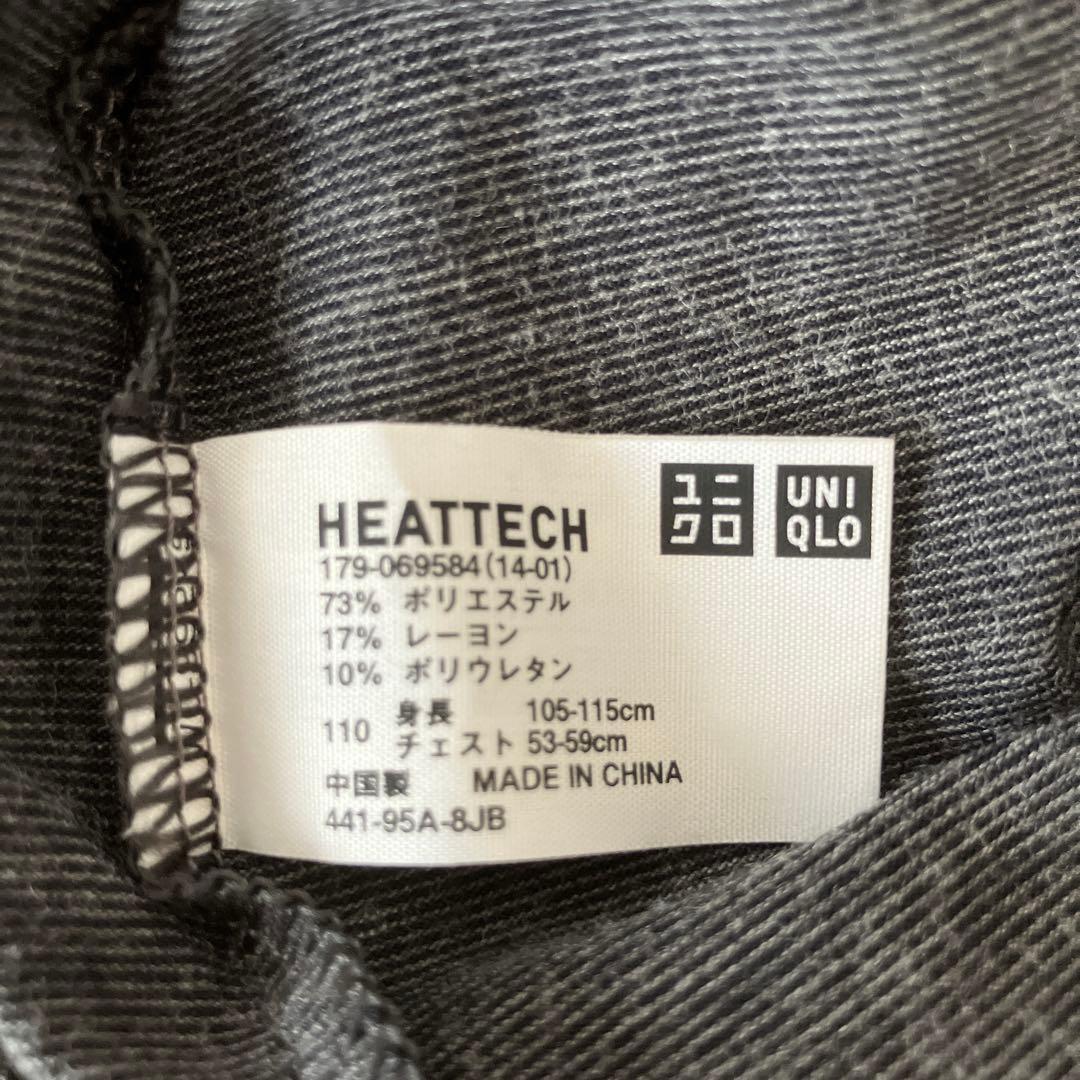 HEATTECH
ユニ
クロ
UNI
QLO
179-069584(14-01)
73% ポリエステル
17% レーヨン
10% ポリウレタン
110 身長 105-115cm
チェスト 53-59cm
中国製 MADE IN CHINA
441-95A-8JB